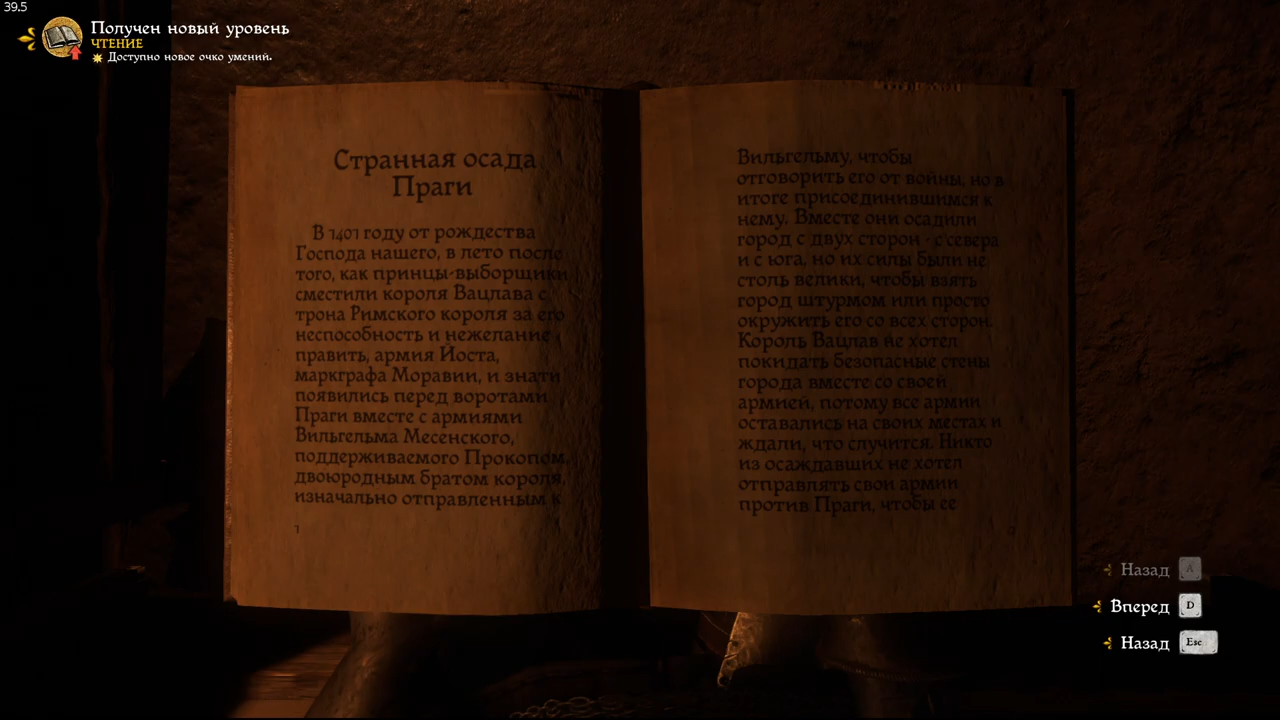 39.5
Получен новый уровень
ЧТЕНИЕ
Доступно новое очко умений.
Странная осада
Праги
В 1401 году от рождества
Господа нашего, в лето после
того, как принцы-выборщики
сместили короля Вацлава с
трона Римского короля за его
неспособность и нежелание
править, армия Йоста,
маркграфа Моравии, и знати
появились перед воротами
Праги вместе с армиями
Вильгельма Месенского,
поддерживаемого Прокопом,
двоюродным братом короля,
изначально отправленным к
1
Вильгельму, чтобы
отговорить его от войны, но в
итоге присоединившимся к
нему. Вместе они осадили
город с двух сторон - с севера
и с юга, но их силы были не
столь велики, чтобы взять
город штурмом или просто
окружить его со всех сторон.
Король Вацлав не хотел
покидать безопасные стены
города вместе со своей
армией, потому все армии
оставались на своих местах и
ждали, что случится. Никто
из осаждавших не хотел
отправлять свои армии
против Праги, чтобы ее
Назад A
Вперед D
Назад Esc